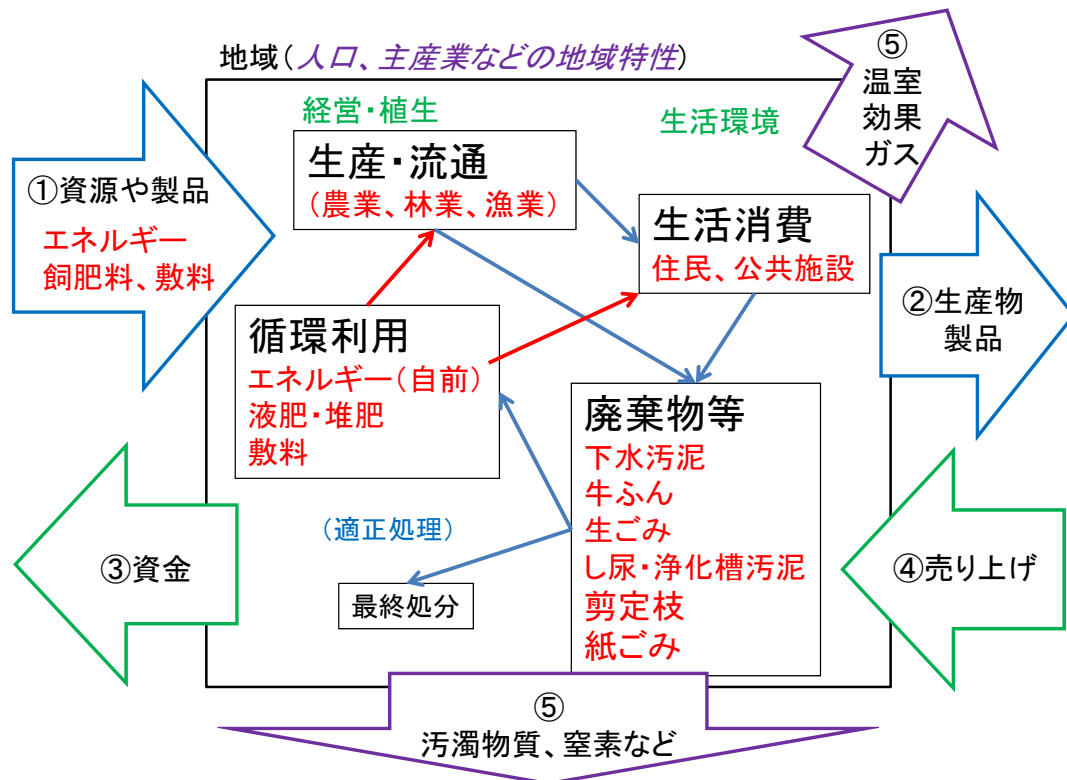 地域(人口、主産業などの地域特性)
⑤
温室
効果
ガス
経営・植生
生活環境
生産・流通
(農業、林業、漁業)
①資源や製品
エネルギー
飼肥料、敷料
生活消費
住民、公共施設
②生産物
製品
循環利用
エネルギー(自前)
液肥・堆肥
敷料
廃棄物等
下水汚泥
牛ふん
生ごみ
し尿・浄化槽汚泥
剪定枝
紙ごみ
(適正処理)
③資金
④売り上げ
最終処分
⑤
汚濁物質、窒素など